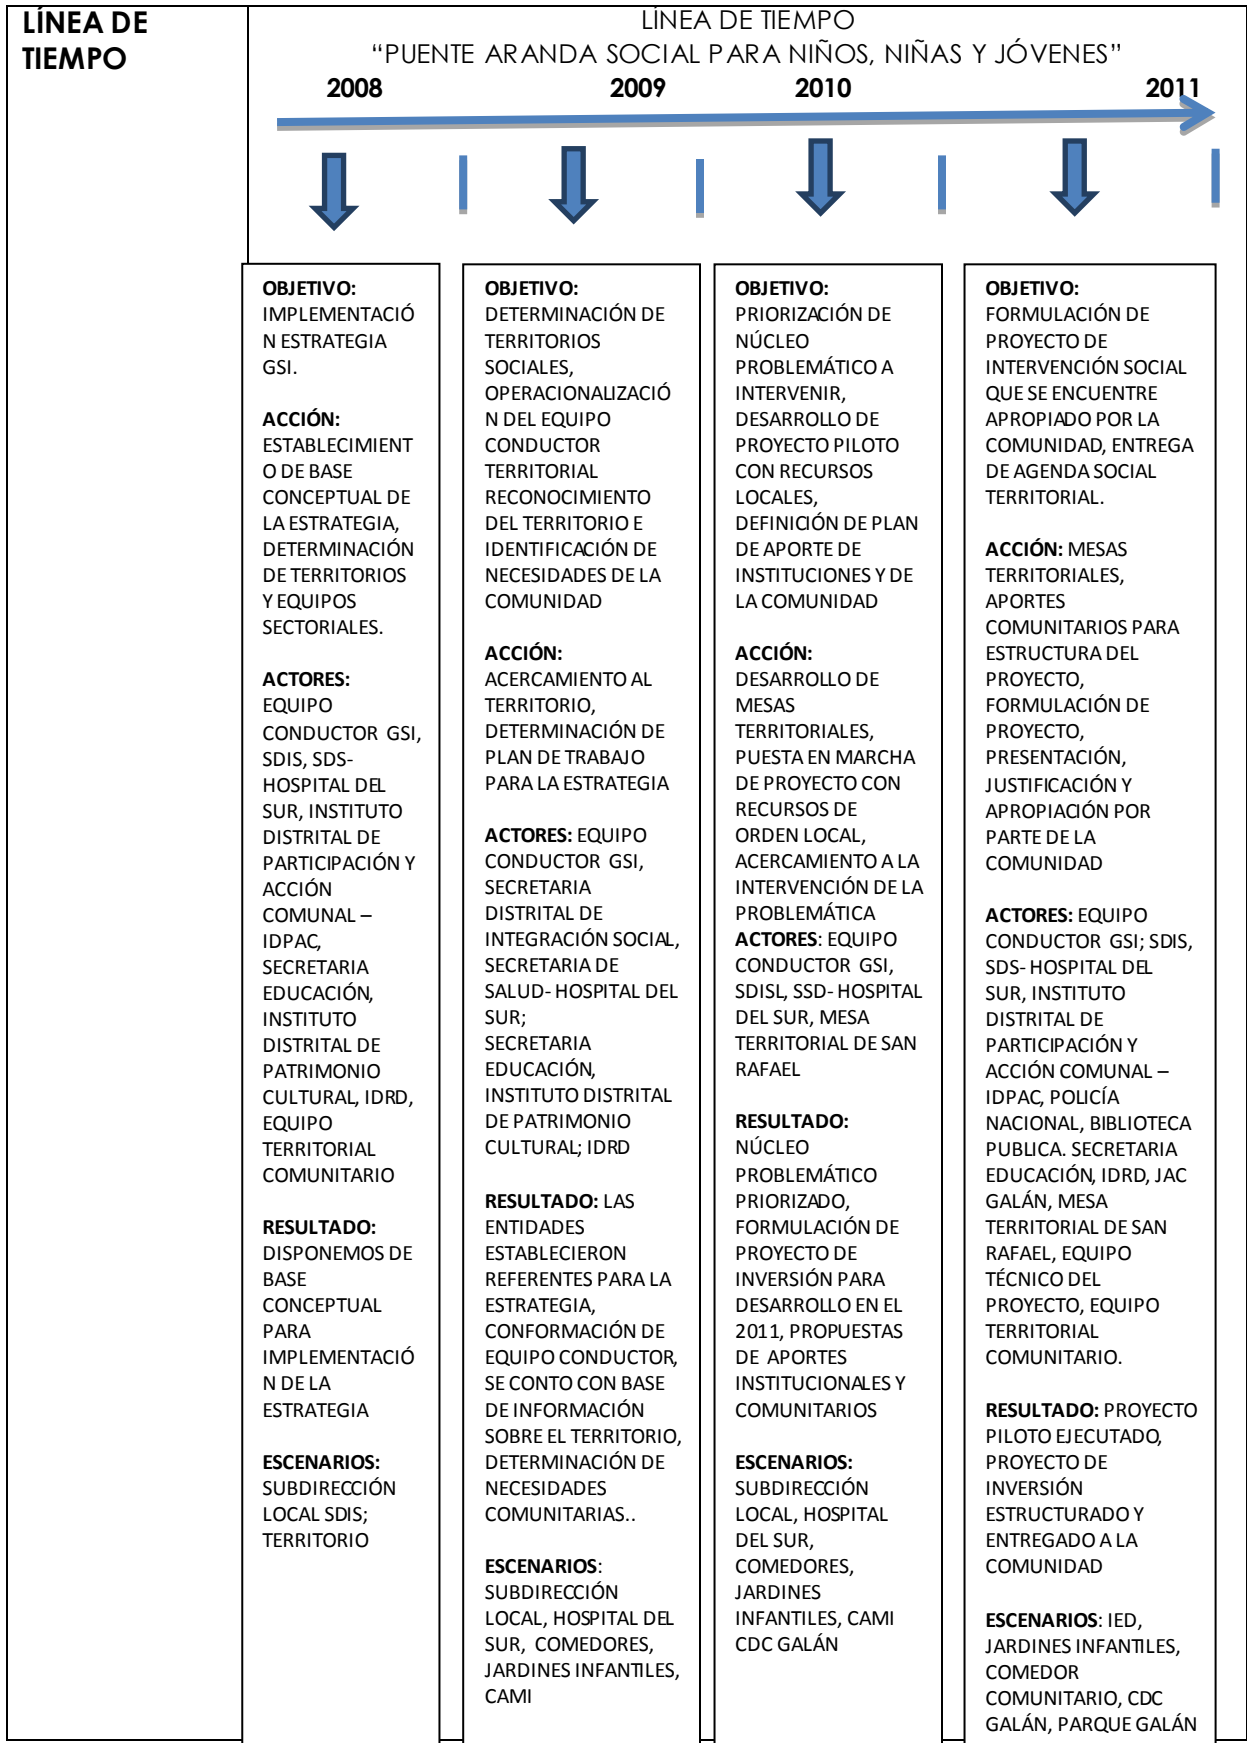 LÍNEA DE
TIEMPO
LÍNEA DE TIEMPO
“PUENTE ARANDA SOCIAL PARA NIÑOS, NIÑAS Y JÓVENES”
2008 2009 2010 2011
OBJETIVO:
IMPLEMENTACIÓ
N ESTRATEGIA
GSI.
ACCIÓN:
ESTABLECIMIENT
O DE BASE
CONCEPTUAL DE
LA ESTRATEGIA,
DETERMINACIÓN
DE TERRITORIOS
Y EQUIPOS
SECTORIALES.
ACTORES:
EQUIPO
CONDUCTOR GSI,
SDIS, SDS-
HOSPITAL DEL
SUR, INSTITUTO
DISTRITAL DE
PARTICIPACIÓN Y
ACCIÓN
COMUNAL –
IDPAC,
SECRETARIA
EDUCACIÓN,
INSTITUTO
DISTRITAL DE
PATRIMONIO
CULTURAL, IDRD,
EQUIPO
TERRITORIAL
COMUNITARIO
RESULTADO:
DISPONEMOS DE
BASE
CONCEPTUAL
PARA
IMPLEMENTACIÓ
N DE LA
ESTRATEGIA
ESCENARIOS:
SUBDIRECCIÓN
LOCAL SDIS;
TERRITORIO
OBJETIVO:
DETERMINACIÓN DE
TERRITORIOS
SOCIALES,
OPERACIONALIZACIÓ
N DEL EQUIPO
CONDUCTOR
TERRITORIAL
RECONOCIMIENTO
DEL TERRITORIO E
IDENTIFICACIÓN DE
NECESIDADES DE LA
COMUNIDAD
ACCIÓN:
ACERCAMIENTO AL
TERRITORIO,
DETERMINACIÓN DE
PLAN DE TRABAJO
PARA LA ESTRATEGIA
ACTORES: EQUIPO
CONDUCTOR GSI,
SECRETARIA
DISTRITAL DE
INTEGRACIÓN SOCIAL,
SECRETARIA DE
SALUD- HOSPITAL DEL
SUR;
SECRETARIA
EDUCACIÓN,
INSTITUTO DISTRITAL
DE PATRIMONIO
CULTURAL; IDRD
RESULTADO: LAS
ENTIDADES
ESTABLECIERON
REFERENTES PARA LA
ESTRATEGIA,
CONFORMACIÓN DE
EQUIPO CONDUCTOR,
SE CONTO CON BASE
DE INFORMACIÓN
SOBRE EL TERRITORIO,
DETERMINACIÓN DE
NECESIDADES
COMUNITARIAS..
ESCENARIOS:
SUBDIRECCIÓN
LOCAL, HOSPITAL DEL
SUR, COMEDORES,
JARDINES INFANTILES,
CAMI
OBJETIVO:
PRIORIZACIÓN DE
NÚCLEO
PROBLEMÁTICO A
INTERVENIR,
DESARROLLO DE
PROYECTO PILOTO
CON RECURSOS
LOCALES,
DEFINICIÓN DE PLAN
DE APORTE DE
INSTITUCIONES Y DE
LA COMUNIDAD
ACCIÓN:
DESARROLLO DE
MESAS
TERRITORIALES,
PUESTA EN MARCHA
DE PROYECTO CON
RECURSOS DE
ORDEN LOCAL,
ACERCAMIENTO A LA
INTERVENCIÓN DE LA
PROBLEMÁTICA
ACTORES: EQUIPO
CONDUCTOR GSI,
SDISL, SSD- HOSPITAL
DEL SUR, MESA
TERRITORIAL DE SAN
RAFAEL
RESULTADO:
NÚCLEO
PROBLEMÁTICO
PRIORIZADO,
FORMULACIÓN DE
PROYECTO DE
INVERSIÓN PARA
DESARROLLO EN EL
2011, PROPUESTAS
DE APORTES
INSTITUCIONALES Y
COMUNITARIOS
ESCENARIOS:
SUBDIRECCIÓN
LOCAL, HOSPITAL
DEL SUR,
COMEDORES,
JARDINES
INFANTILES, CAMI
CDC GALÁN
OBJETIVO:
FORMULACIÓN DE
PROYECTO DE
INTERVENCIÓN SOCIAL
QUE SE ENCUENTRE
APROPIADO POR LA
COMUNIDAD, ENTREGA
DE AGENDA SOCIAL
TERRITORIAL.
ACCIÓN: MESAS
TERRITORIALES,
APORTES
COMUNITARIOS PARA
ESTRUCTURA DEL
PROYECTO,
FORMULACIÓN DE
PROYECTO,
PRESENTACIÓN,
JUSTIFICACIÓN Y
APROPIACIÓN POR
PARTE DE LA
COMUNIDAD
ACTORES: EQUIPO
CONDUCTOR GSI; SDIS,
SDS- HOSPITAL DEL
SUR, INSTITUTO
DISTRITAL DE
PARTICIPACIÓN Y
ACCIÓN COMUNAL –
IDPAC, POLICÍA
NACIONAL, BIBLIOTECA
PUBLICA. SECRETARIA
EDUCACIÓN, IDRD, JAC
GALÁN, MESA
TERRITORIAL DE SAN
RAFAEL, EQUIPO
TÉCNICO DEL
PROYECTO, EQUIPO
TERRITORIAL
COMUNITARIO.
RESULTADO: PROYECTO
PILOTO EJECUTADO,
PROYECTO DE
INVERSIÓN
ESTRUCTURADO Y
ENTREGADO A LA
COMUNIDAD
ESCENARIOS: IED,
JARDINES INFANTILES,
COMEDOR
COMUNITARIO, CDC
GALÁN, PARQUE GALÁN